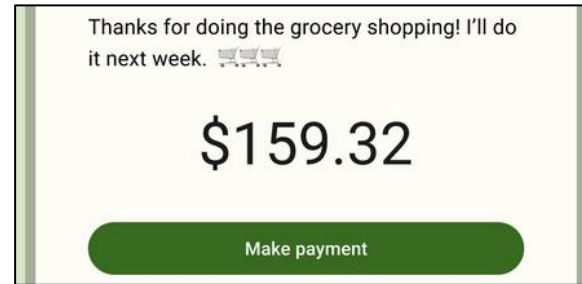 Thanks for doing the grocery shopping! I’ll do
it next week. 🛒🛒🛒
$159.32
Make payment